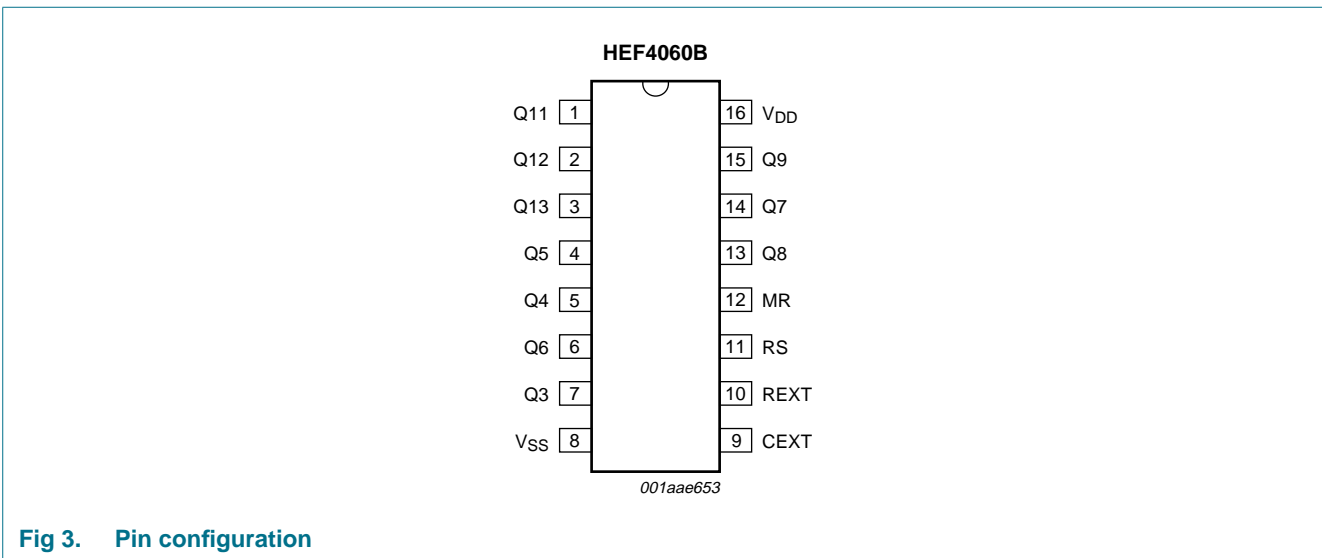 HEF4060B
Q11 1 16 VDD
Q12 2 15 Q9
Q13 3 14 Q7
Q5 4 13 Q8
Q4 5 12 MR
Q6 6 11 RS
Q3 7 10 REXT
VSS 8 9 CEXT
001aae653
Fig 3. Pin configuration